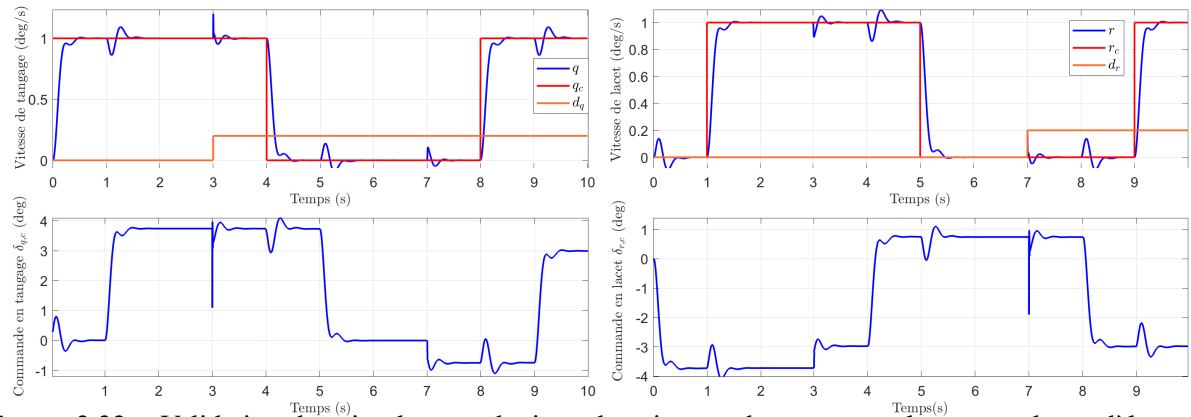 Vitesse de tangage (deg/s)
1
0.5
0
q
q_c
d_q
0 1 2 3 4 5 6 7 8 9 10
Temps (s)
Vitesse de lacet (deg/s)
1
0.8
0.6
0.4
0.2
0
r
r_c
d_r
0 1 2 3 4 5 6 7 8 9
Temps (s)
Commande en tangage δ_{q,c} (deg)
4
3
2
1
0
-1
0 1 2 3 4 5 6 7 8 9 10
Temps (s)
Commande en lacet δ_{r,c} (deg)
0
-1
-2
-3
-4
0 1 2 3 4 5 6 7 8 9
Temps(s)